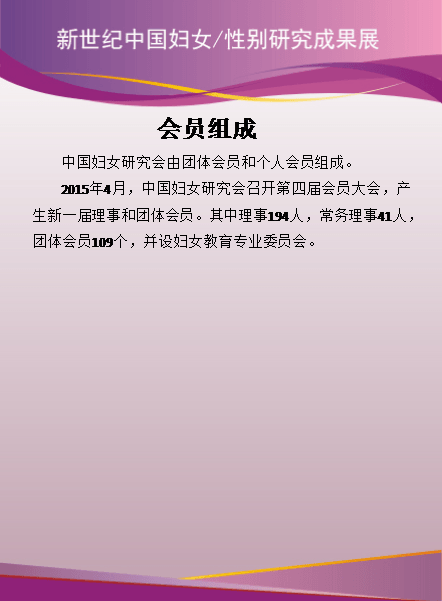 新世纪中国妇女/性别研究成果展
会员组成
中国妇女研究会由团体会员和个人会员组成。
2015年4月，中国妇女研究会召开第四届会员大会，产
生新一届理事和团体会员。其中理事194人，常务理事41人，
团体会员109个，并设妇女教育专业委员会。